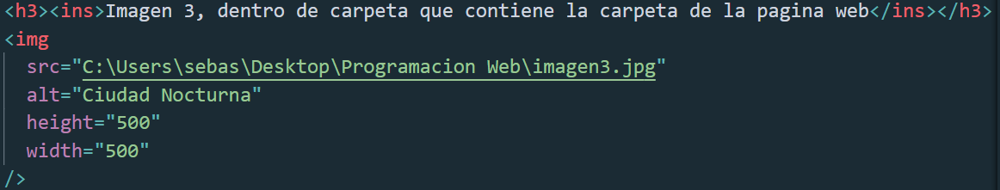 <h3><ins>Imagen 3, dentro de carpeta que contiene la carpeta de la pagina web</ins></h3>
<img
src="C:\Users\sebas\Desktop\Programacion Web\imagen3.jpg"
alt="Ciudad Nocturna"
height="500"
width="500"
/>